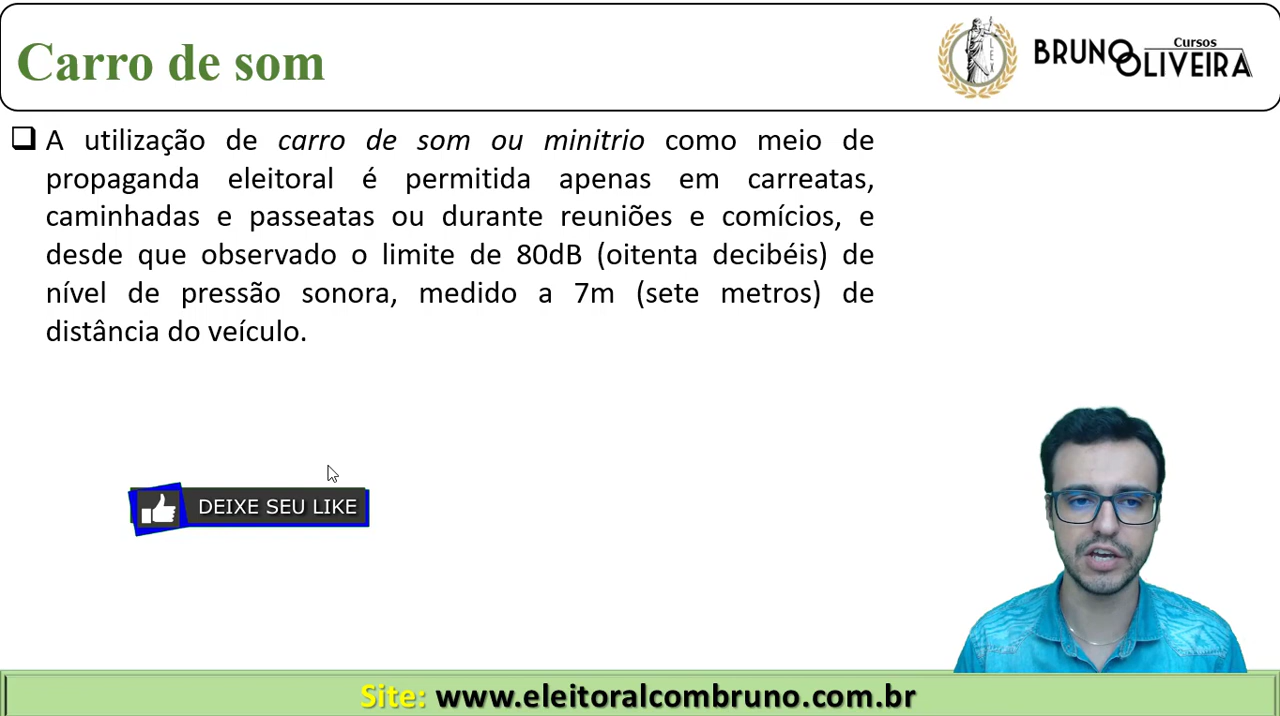 Carro de som
Cursos
BRUNO
OLIVEIRA
LEX
A utilização de carro de som ou minitrio como meio de
propaganda eleitoral é permitida apenas em carreatas,
caminhadas e passeatas ou durante reuniões e comícios, e
desde que observado o limite de 80dB (oitenta decibéis) de
nível de pressão sonora, medido a 7m (sete metros) de
distância do veículo.
DEIXE SEU LIKE
Site: www.eleitoralcombruno.com.br